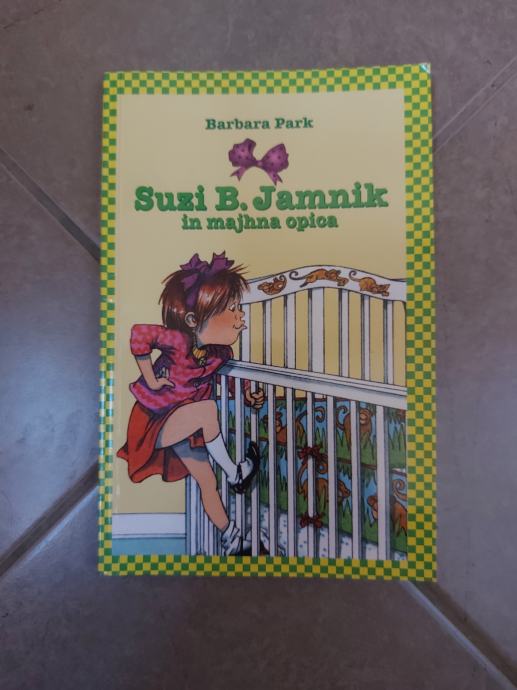 Barbara Park
Suzi B. Jamnik
in majhna opica